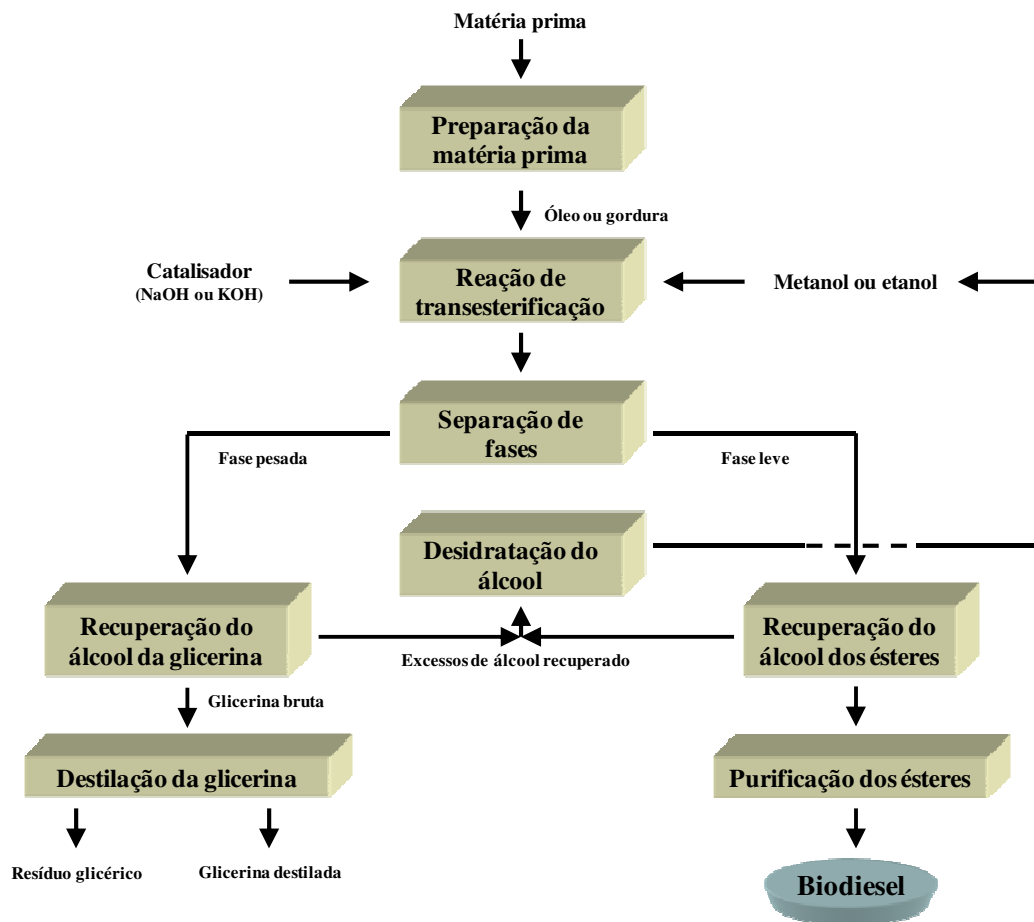 Matéria prima
Preparação da
matéria prima
Óleo ou gordura
Catalisador
(NaOH ou KOH)
Reação de
transesterificação
Metanol ou etanol
Separação de
fases
Fase pesada
Fase leve
Desidratação do
álcool
Recuperação do
álcool da glicerina
Excessos de álcool recuperado
Recuperação do
álcool dos ésteres
Glicerina bruta
Destilação da glicerina
Purificação dos ésteres
Resíduo glicérico
Glicerina destilada
Biodiesel